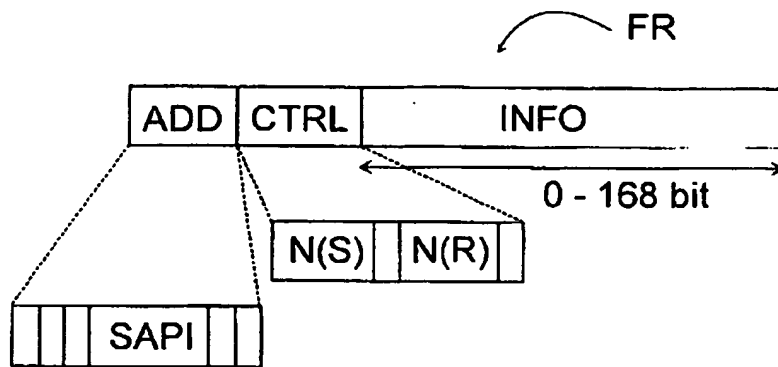 FR
ADD CTRL INFO
0 - 168 bit
N(S) N(R)
SAPI